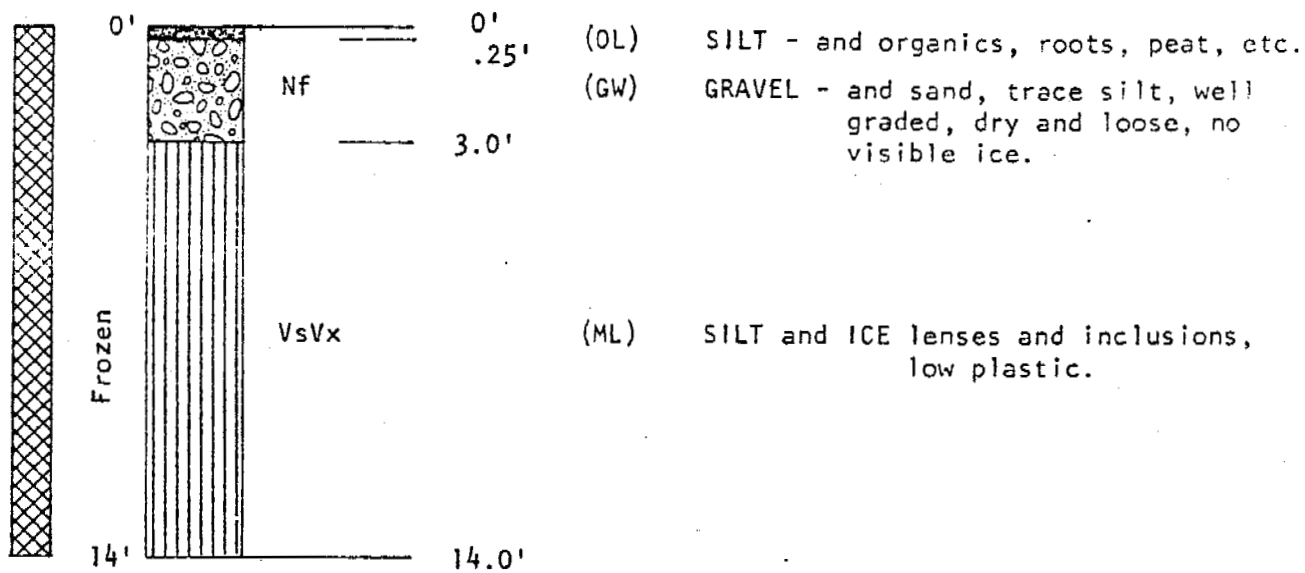 0' 0' (OL) SILT - and organics, roots, peat, etc.
.25'
Nf (GW) GRAVEL - and sand, trace silt, well
graded, dry and loose, no
3.0' visible ice.
Frozen
VsVx (ML) SILT and ICE lenses and inclusions,
low plastic.
14' 14.0'